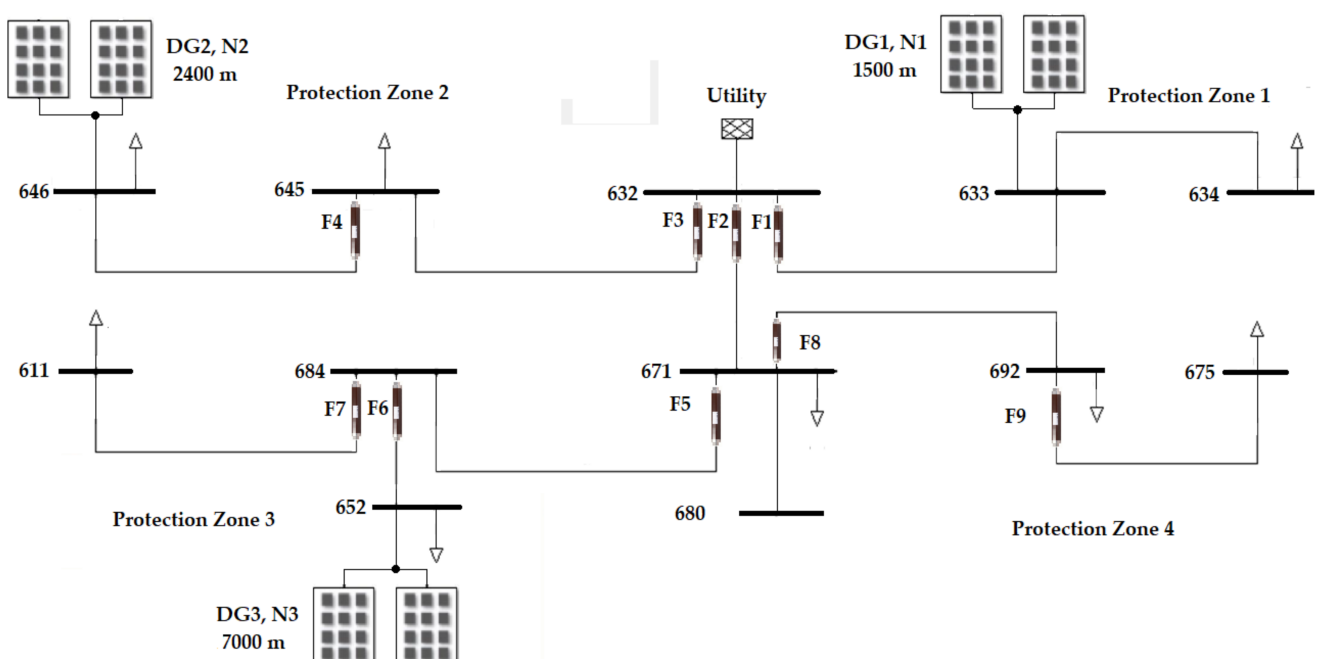 DG2, N2
2400 m
Protection Zone 2
Utility
DG1, N1
1500 m
Protection Zone 1
646
645
632
633
634
F4
F3
F2
F1
611
684
671
F8
692
675
F7
F6
F5
F9
Protection Zone 3
652
680
Protection Zone 4
DG3, N3
7000 m